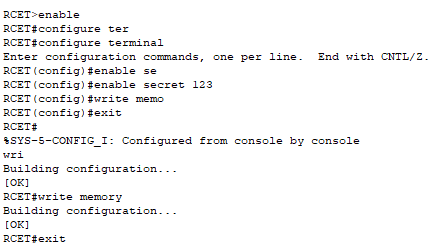 RCET>enable
RCET#configure ter
RCET#configure terminal
Enter configuration commands, one per line.  End with CNTL/Z.
RCET(config)#enable se
RCET(config)#enable secret 123
RCET(config)#write memo
RCET(config)#exit
RCET#
%SYS-5-CONFIG_I: Configured from console by console
wri
Building configuration...
[OK]
RCET#write memory
Building configuration...
[OK]
RCET#exit